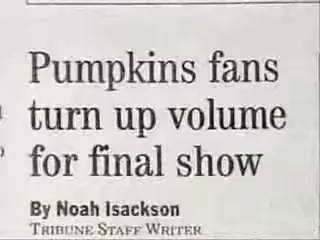 Pumpkins fans
turn up volume
for final show
By Noah Isackson
TRIBUNE STAFF WRITER